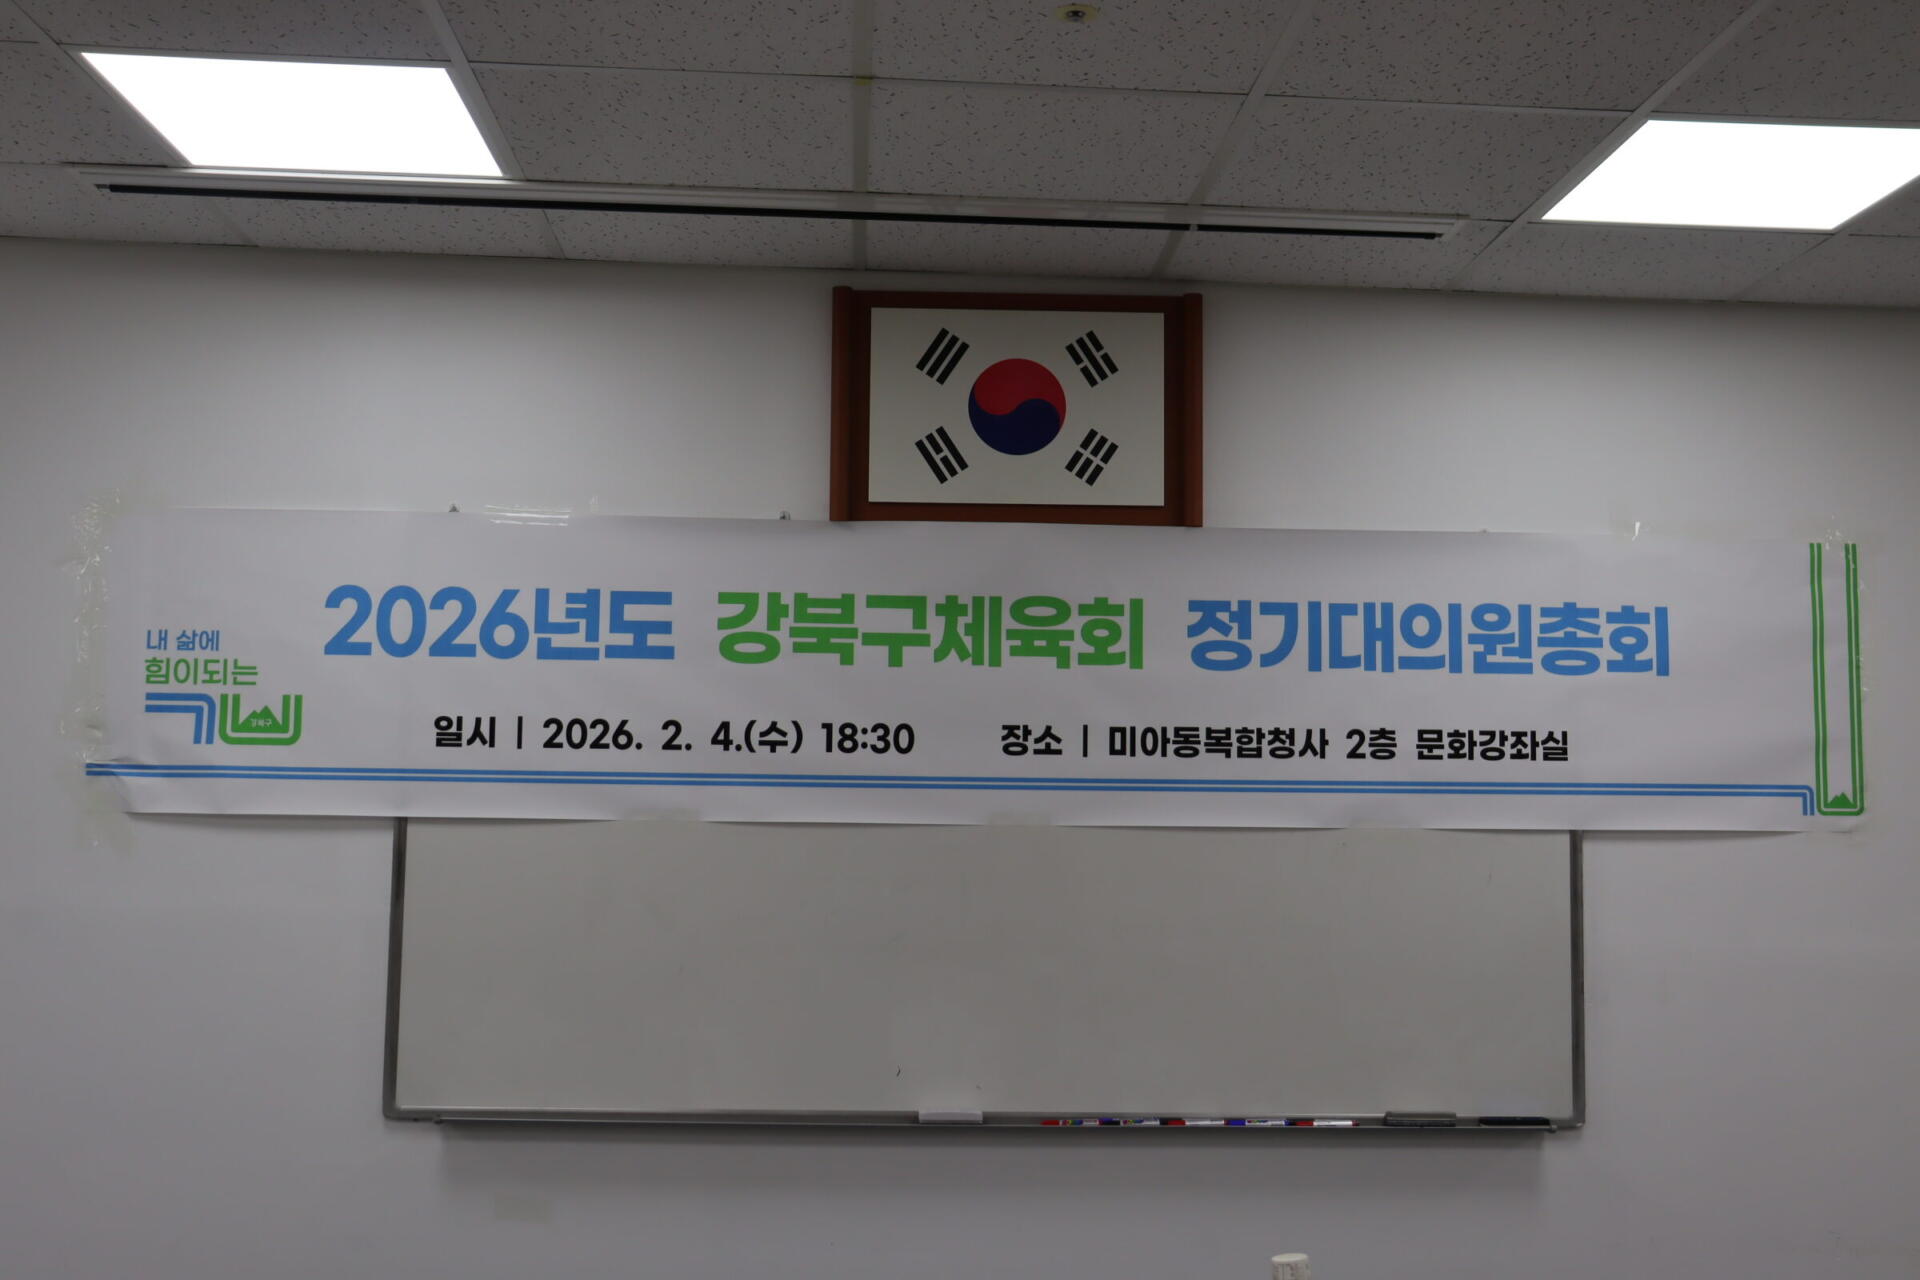 2026년도 강북구체육회 정기대의원총회
내 삶에
힘이되는
강북구
일시 | 2026. 2. 4.(수) 18:30
장소 | 미아동복합청사 2층 문화강좌실